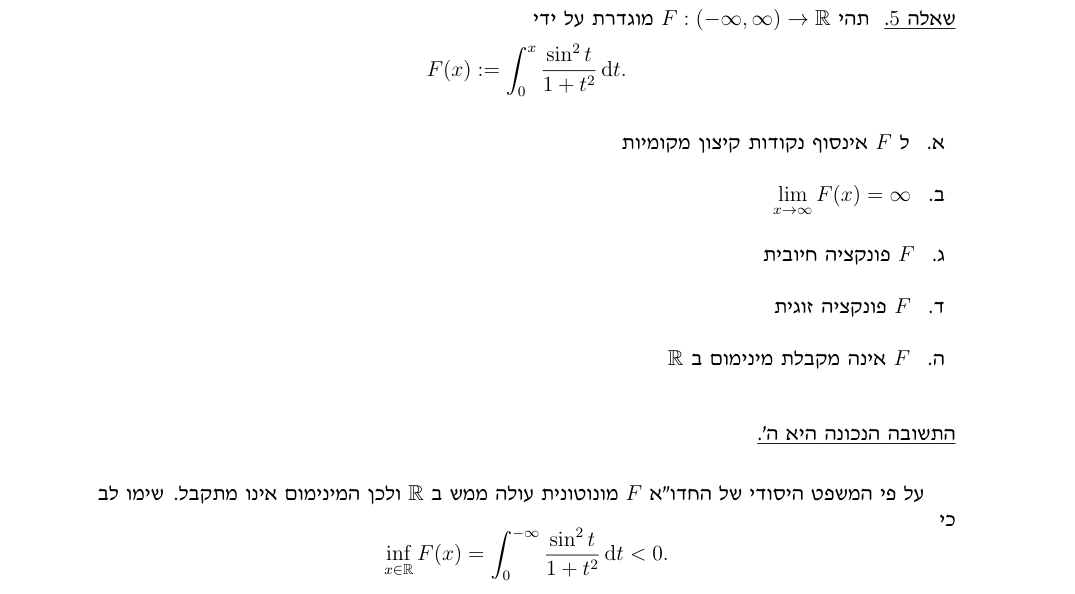 שאלה 5. תהי F : (−∞, ∞) → ℝ מוגדרת על ידי
F(x) := ∫₀ˣ sin² t / (1 + t²) dt.
א. ל F אינסוף נקודות קיצון מקומיות
ב. lim_{x→∞} F(x) = ∞
ג. F פונקציה חיובית
ד. F פונקציה זוגית
ה. F אינה מקבלת מינימום ב ℝ
התשובה הנכונה היא ה'.
על פי המשפט היסודי של החדו"א F מונוטונית עולה ממש ב ℝ ולכן המינימום אינו מתקבל. שימו לב
כי
inf_{x∈ℝ} F(x) = ∫₀^{−∞} sin² t / (1 + t²) dt < 0.